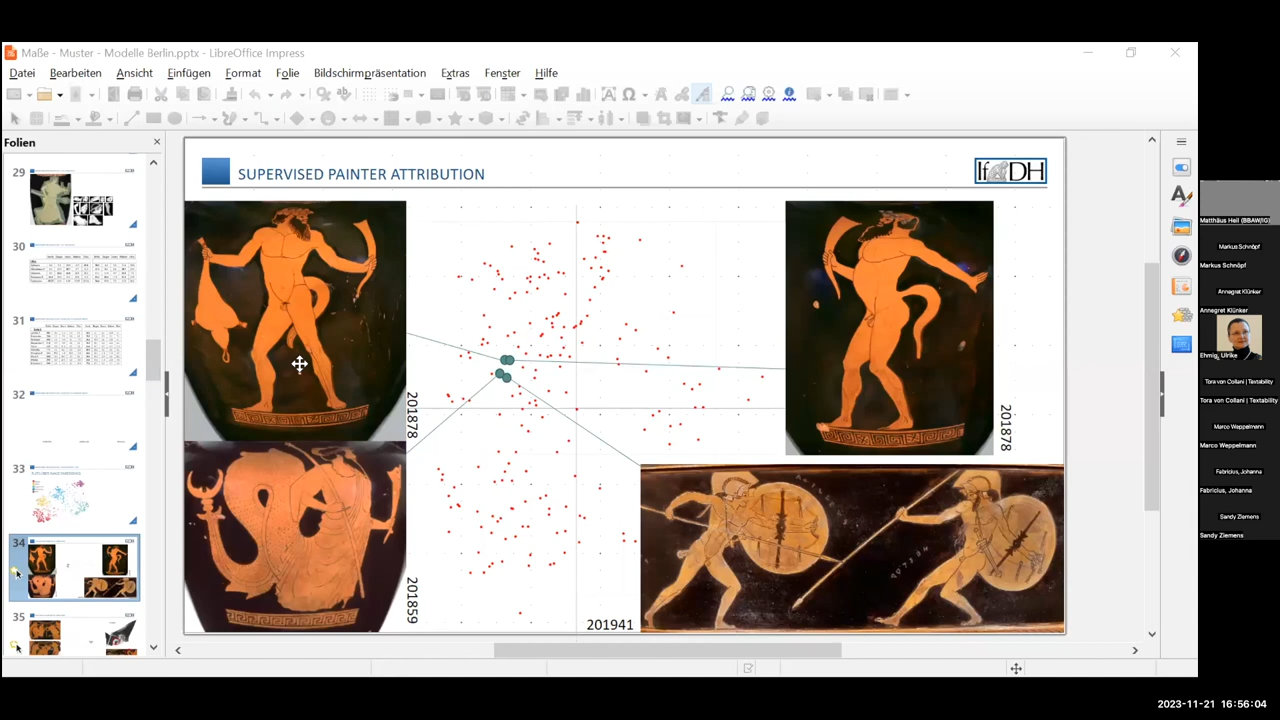 Maße - Muster - Modelle Berlin.pptx - LibreOffice Impress
Datei Bearbeiten Ansicht Einfügen Format Folie Bildschirmpräsentation Extras Fenster Hilfe
Folien
29
30
31
32
33
34
35
SUPERVISED PAINTER ATTRIBUTION
IfDH
201878
201878
201859
201941
Matthäus Heil (BBAW/IG)
Markus Schnöpf
Markus Schnöpf
Annegret Klünker
Annegret Klünker
Ehmig, Ulrike
Tora von Collani | Textability
Tora von Collani | Textability
Marco Weppelmann
Marco Weppelmann
Fabricius, Johanna
Fabricius, Johanna
Sandy Ziemens
Sandy Ziemens
2023-11-21 16:56:04